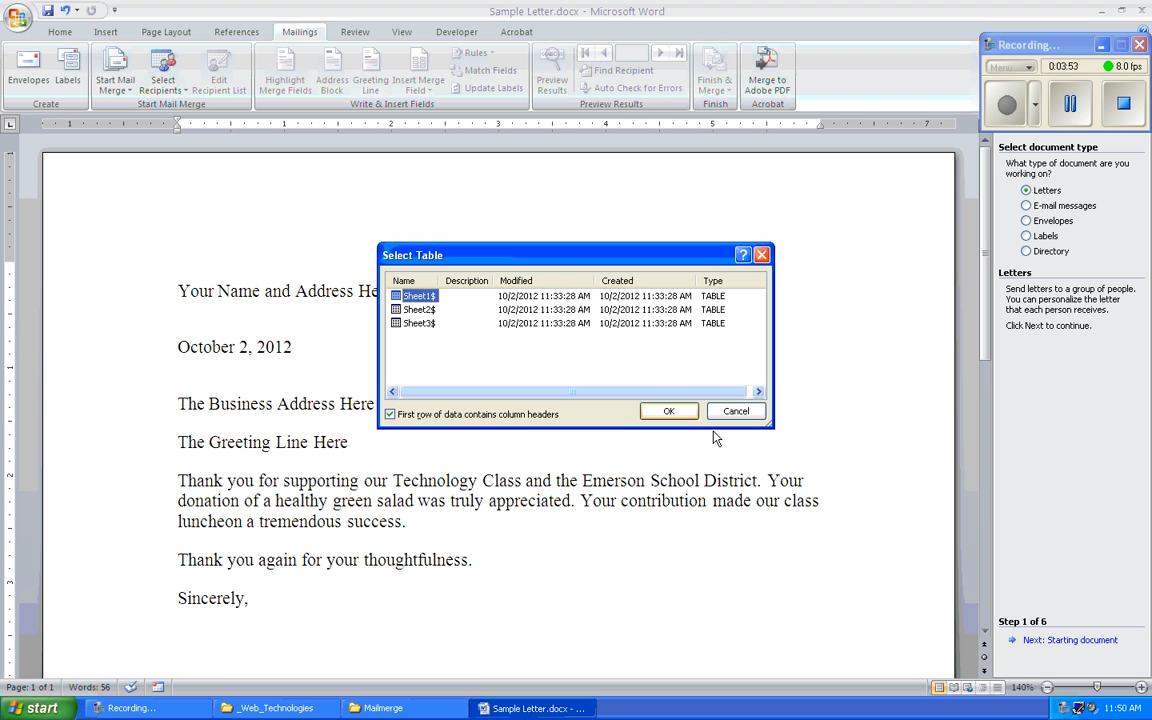 Sample Letter.docx - Microsoft Word
Home Insert Page Layout References Mailings Review View Developer Acrobat
Envelopes
Labels
Create
Start Mail Merge
Select Recipients
Edit Recipient List
Start Mail Merge
Highlight Merge Fields
Address Block
Greeting Line
Insert Merge Field
Rules
Match Fields
Update Labels
Write & Insert Fields
Preview Results
Find Recipient
Auto Check for Errors
Preview Results
Finish & Merge
Finish
Merge to Adobe PDF
Acrobat
Recording...
Menu
0:03:53
8.0 fps
1 1 2 3 4 5 7
Your Name and Address He
October 2, 2012
The Business Address Here
The Greeting Line Here
Thank you for supporting our Technology Class and the Emerson School District. Your
donation of a healthy green salad was truly appreciated. Your contribution made our class
luncheon a tremendous success.
Thank you again for your thoughtfulness.
Sincerely,
Select Table
Name Description Modified Created Type
Sheet1$ 10/2/2012 11:33:28 AM 10/2/2012 11:33:28 AM TABLE
Sheet2$ 10/2/2012 11:33:28 AM 10/2/2012 11:33:28 AM TABLE
Sheet3$ 10/2/2012 11:33:28 AM 10/2/2012 11:33:28 AM TABLE
First row of data contains column headers
OK
Cancel
Select document type
What type of document are you
working on?
Letters
E-mail messages
Envelopes
Labels
Directory
Letters
Send letters to a group of people.
You can personalize the letter
that each person receives.
Click Next to continue.
Step 1 of 6
Next: Starting document
Page: 1 of 1 Words: 56
140%
start
Recording...
_Web_Technologies
Mailmerge
Sample Letter.docx - ...
11:50 AM